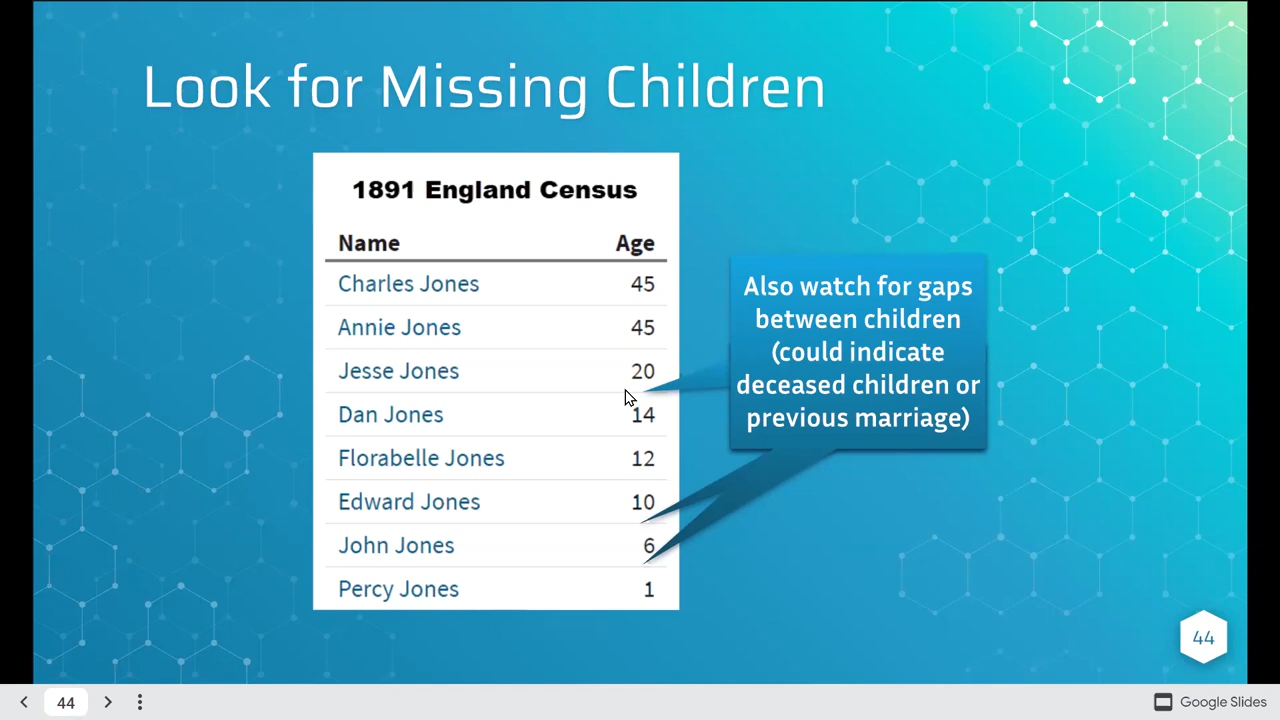 Look for Missing Children
1891 England Census
Name Age
Charles Jones 45
Annie Jones 45
Jesse Jones 20
Dan Jones 14
Florabelle Jones 12
Edward Jones 10
John Jones 6
Percy Jones 1
Also watch for gaps
between children
(could indicate
deceased children or
previous marriage)
44
44
Google Slides